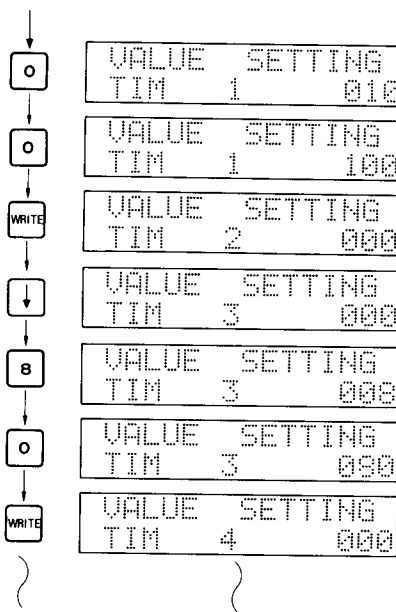 0
VALUE SETTING
TIM 1 010
0
VALUE SETTING
TIM 1 100
WRITE
VALUE SETTING
TIM 2 000
↓
VALUE SETTING
TIM 3 000
8
VALUE SETTING
TIM 3 008
0
VALUE SETTING
TIM 3 080
WRITE
VALUE SETTING
TIM 4 000